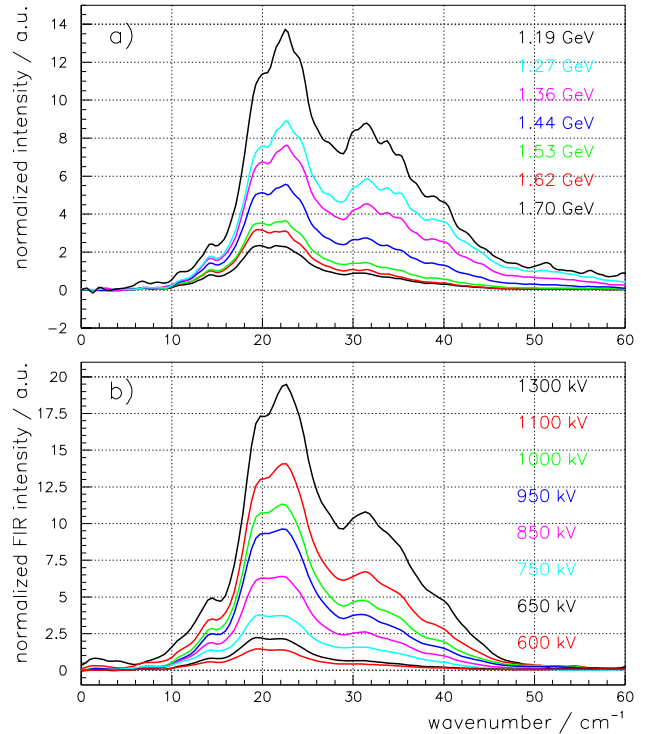 normalized intensity / a.u.
a)
14
12
10
8
6
4
2
0
−2
1.19 GeV
1.27 GeV
1.36 GeV
1.44 GeV
1.53 GeV
1.62 GeV
1.70 GeV
0 10 20 30 40 50 60
normalized FIR intensity / a.u.
b)
20
17.5
15
12.5
10
7.5
5
2.5
0
1300 kV
1100 kV
1000 kV
950 kV
850 kV
750 kV
650 kV
600 kV
0 10 20 30 40 50 60
wavenumber / cm⁻¹